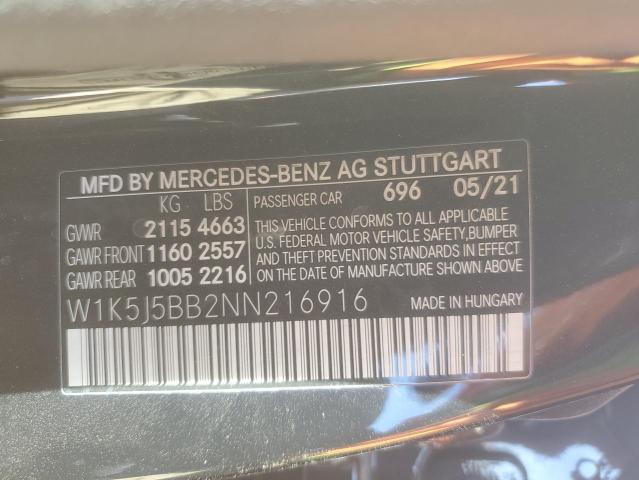 MFD BY MERCEDES-BENZ AG STUTTGART
KG LBS
PASSENGER CAR 696 05/21
GVWR 2115 4663
GAWR FRONT 1160 2557
GAWR REAR 1005 2216
THIS VEHICLE CONFORMS TO ALL APPLICABLE
U.S. FEDERAL MOTOR VEHICLE SAFETY, BUMPER
AND THEFT PREVENTION STANDARDS IN EFFECT
ON THE DATE OF MANUFACTURE SHOWN ABOVE.
W1K5J5BB2NN216916
MADE IN HUNGARY